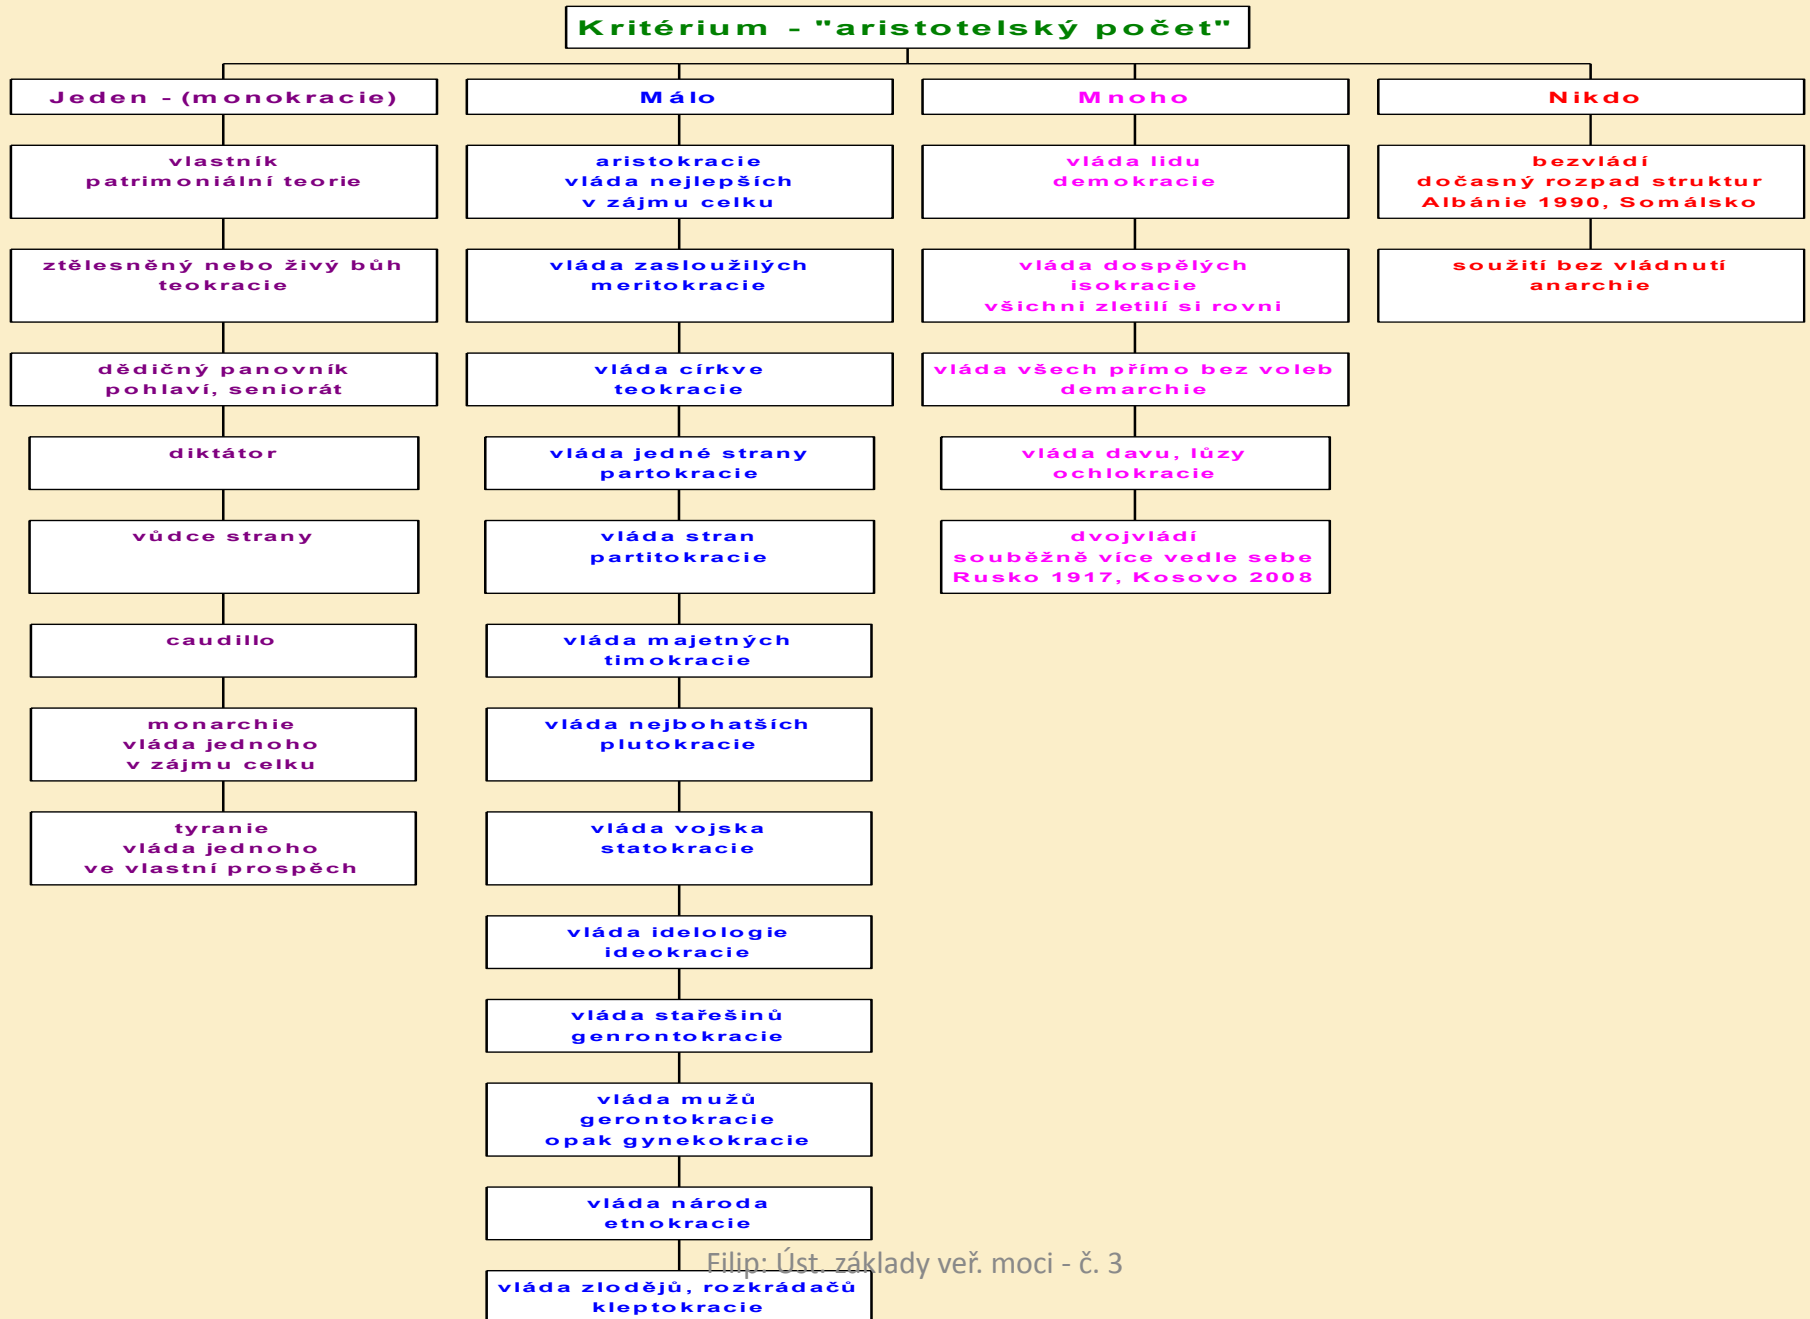 Kritérium - "aristotelský počet"
Jeden - (monokracie)
vlastník
patrimoniální teorie
ztělesněný nebo živý bůh
teokracie
dědičný panovník
pohlaví, seniorát
diktátor
vůdce strany
caudillo
monarchie
vláda jednoho
v zájmu celku
tyranie
vláda jednoho
ve vlastní prospěch
Málo
aristokracie
vláda nejlepších
v zájmu celku
vláda zasloužilých
meritokracie
vláda církve
teokracie
vláda jedné strany
partokracie
vláda stran
partitokracie
vláda majetných
timokracie
vláda nejbohatších
plutokracie
vláda vojska
statokracie
vláda idelologie
ideokracie
vláda stařešinů
genrontokracie
vláda mužů
gerontokracie
opak gynekokracie
vláda národa
etnokracie
vláda zlodějů, rozkrádačů
kleptokracie
Mnoho
vláda lidu
demokracie
vláda dospělých
isokracie
všichni zletilí si rovni
vláda všech přímo bez voleb
demarchie
vláda davu, lůzy
ochlokracie
dvojvládí
souběžně více vedle sebe
Rusko 1917, Kosovo 2008
Nikdo
bezvládí
dočasný rozpad struktur
Albánie 1990, Somálsko
soužití bez vládnutí
anarchie
Filip: Úst. základy veř. moci - č. 3